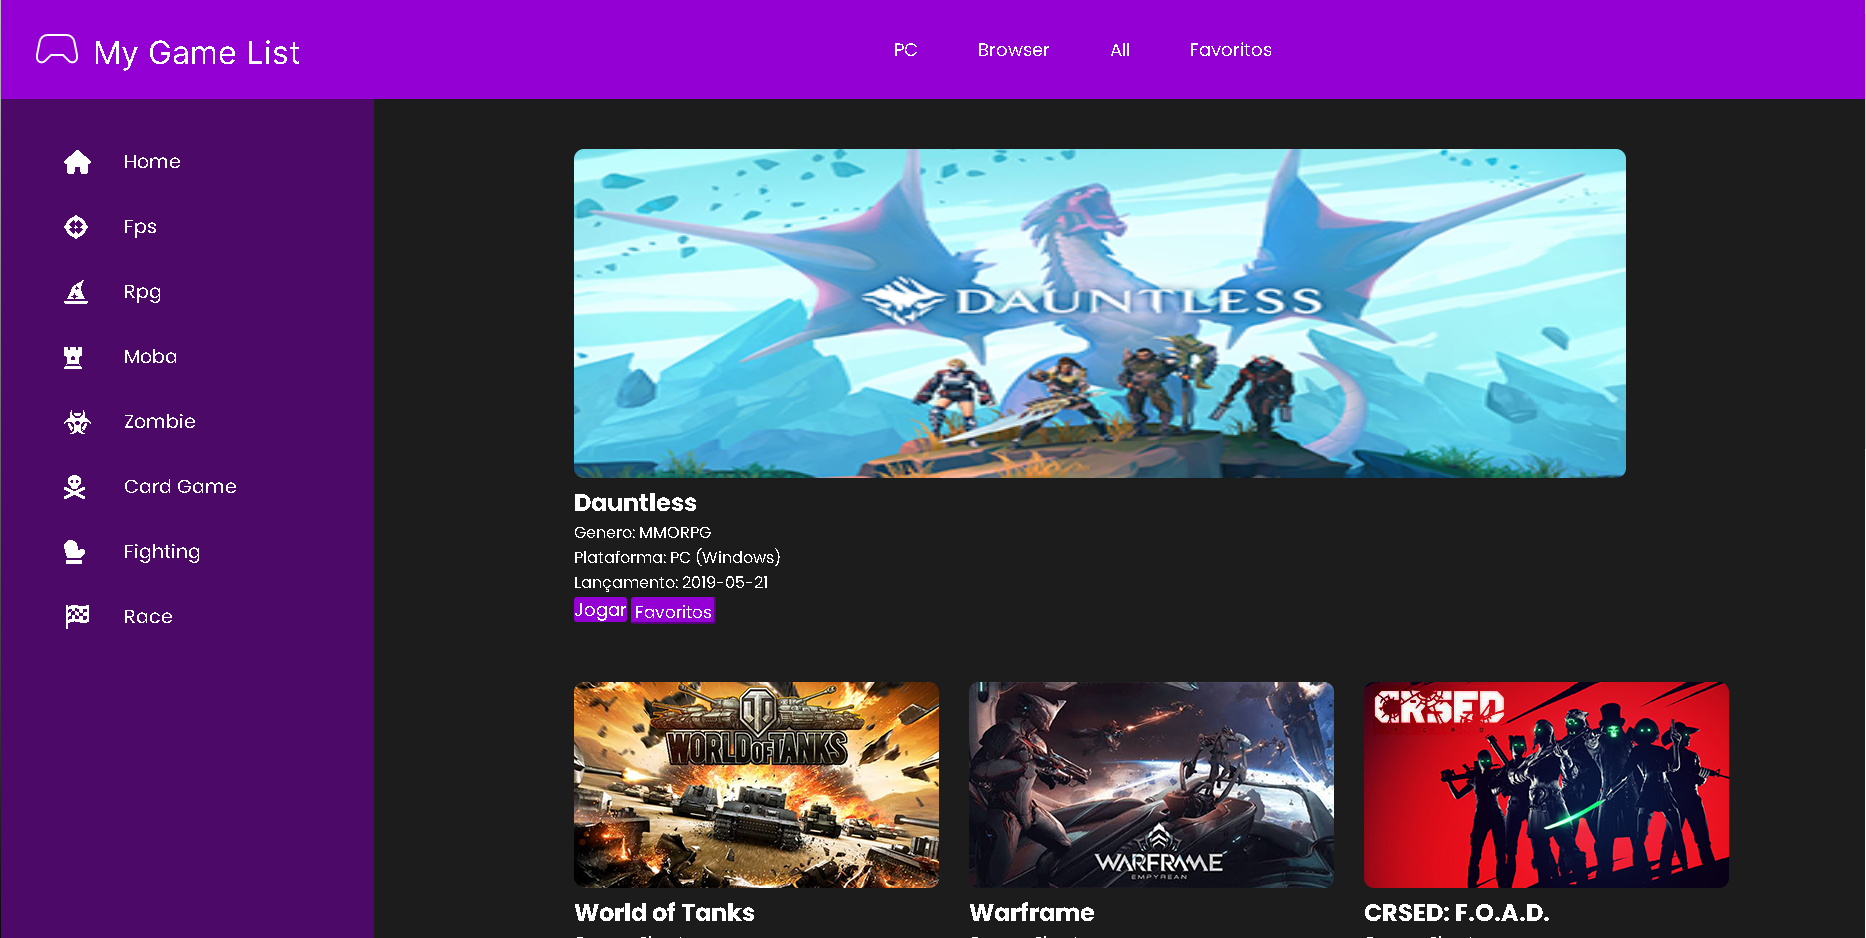 My Game List
PC Browser All Favoritos
Home
Fps
Rpg
Moba
Zombie
Card Game
Fighting
Race
DAUNTLESS
Dauntless
Genero: MMORPG
Plataforma: PC (Windows)
Lançamento: 2019-05-21
Jogar Favoritos
WORLD OF TANKS
WARFRAME
EMPYREAN
CRSED
World of Tanks
Warframe
CRSED: F.O.A.D.